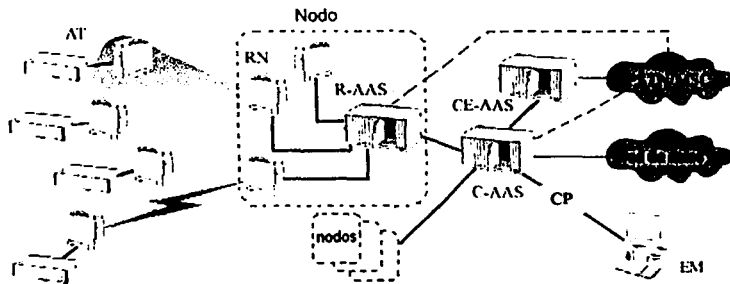 Nodo
AT
RN
R-AAS
CE-AAS
C-AAS
CP
nodos
EM